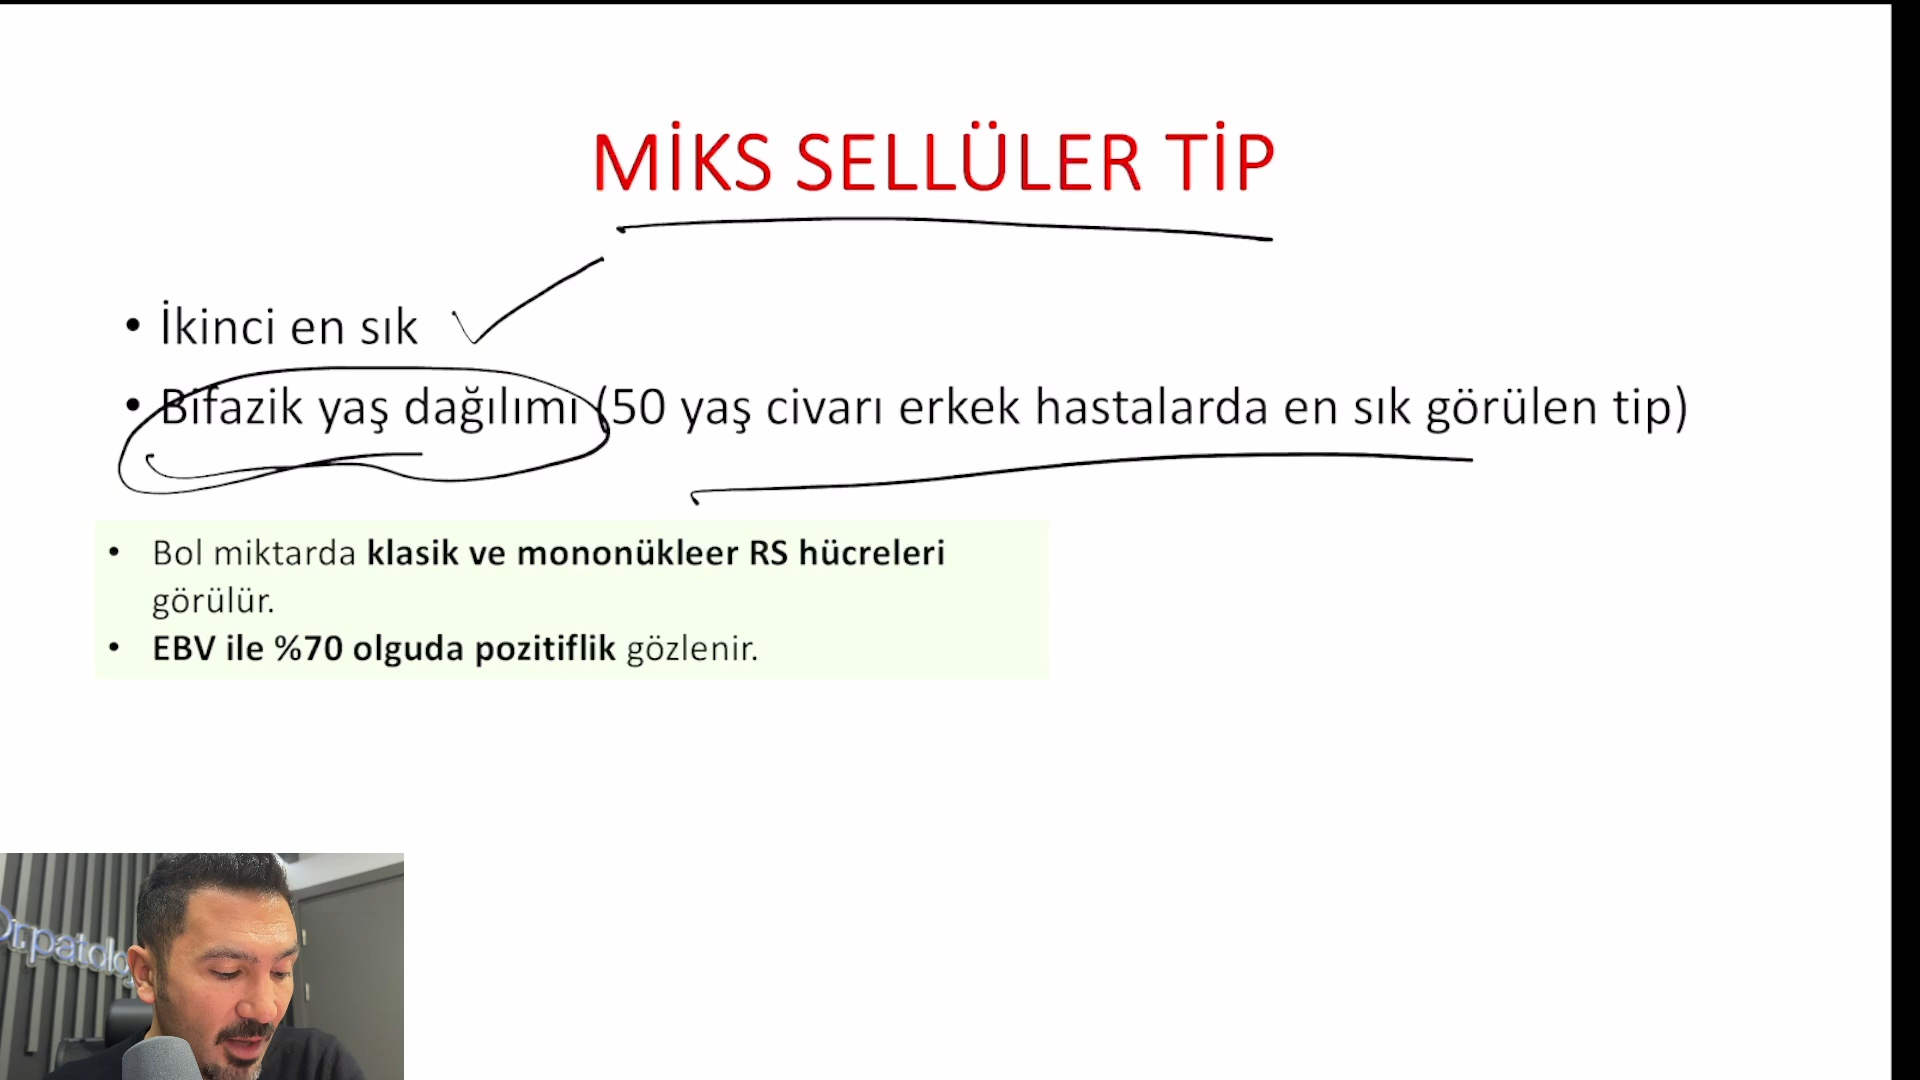 MİKS SELLÜLER TİP
• İkinci en sık
• Bifazik yaş dağılımı (50 yaş civarı erkek hastalarda en sık görülen tip)
• Bol miktarda klasik ve mononükleer RS hücreleri
görülür.
• EBV ile %70 olguda pozitiflik gözlenir.
Drpatolo